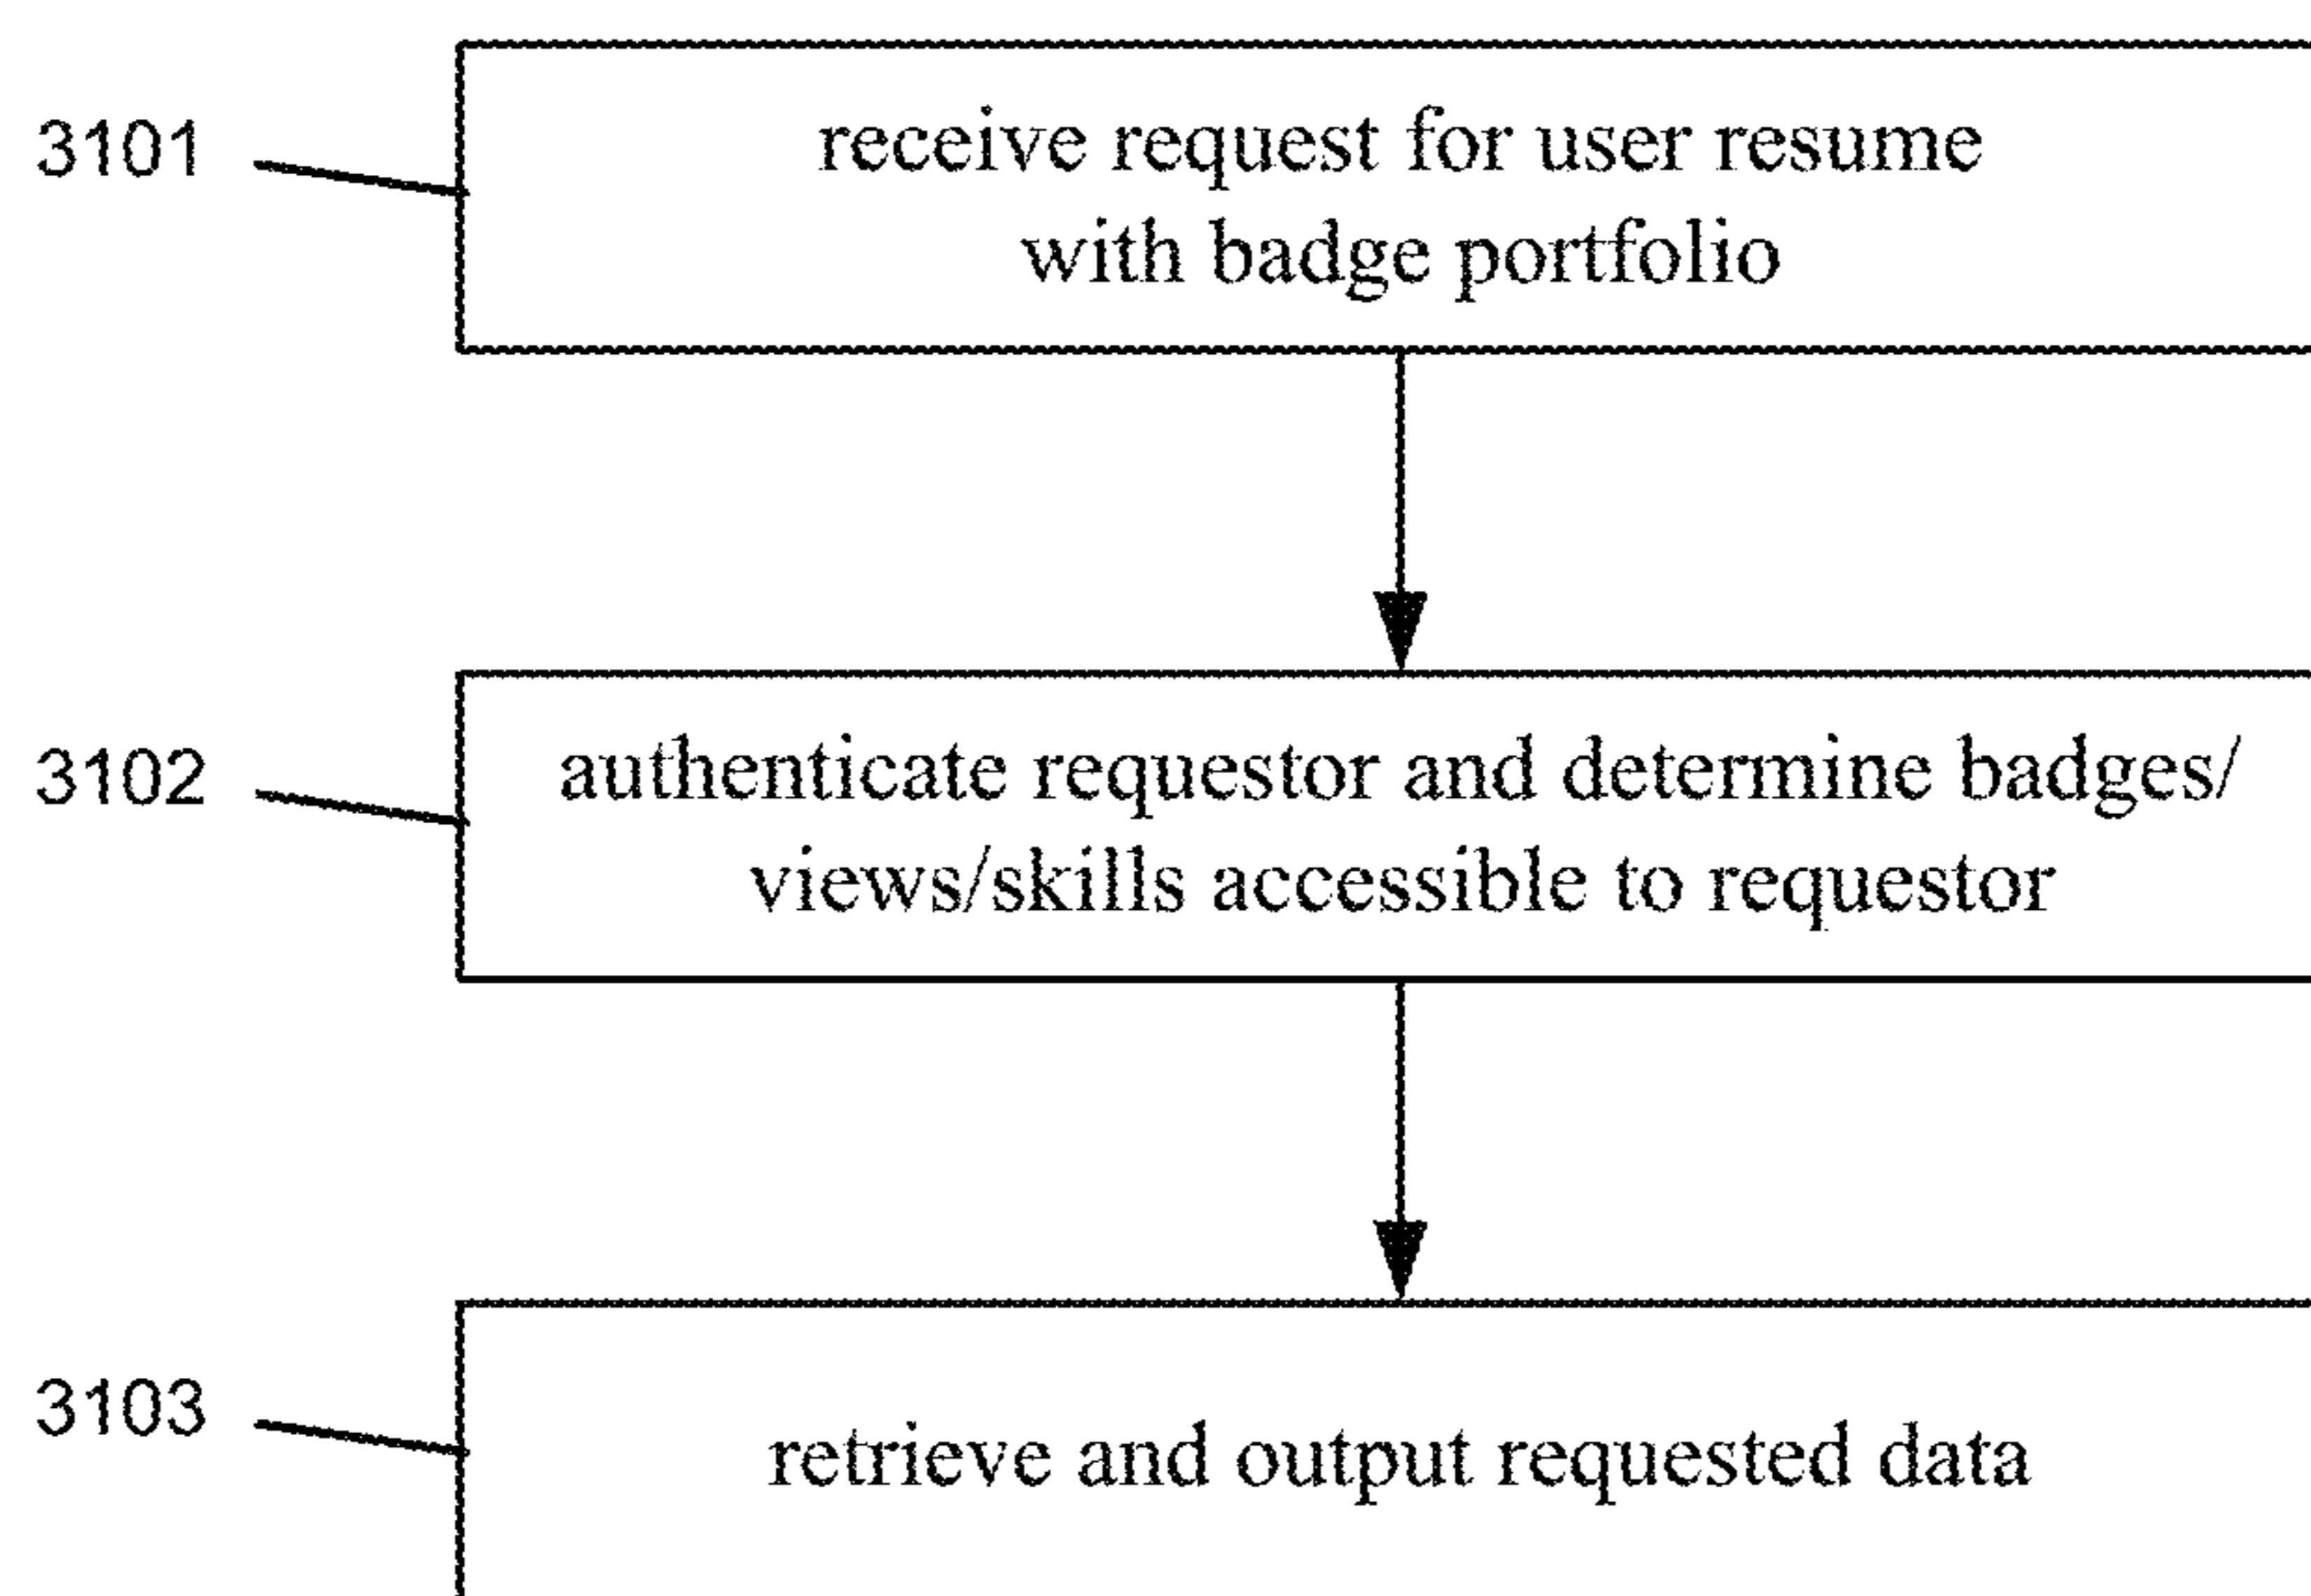 3101
receive request for user resume
with badge portfolio
3102
authenticate requestor and determine badges/
views/skills accessible to requestor
3103
retrieve and output requested data